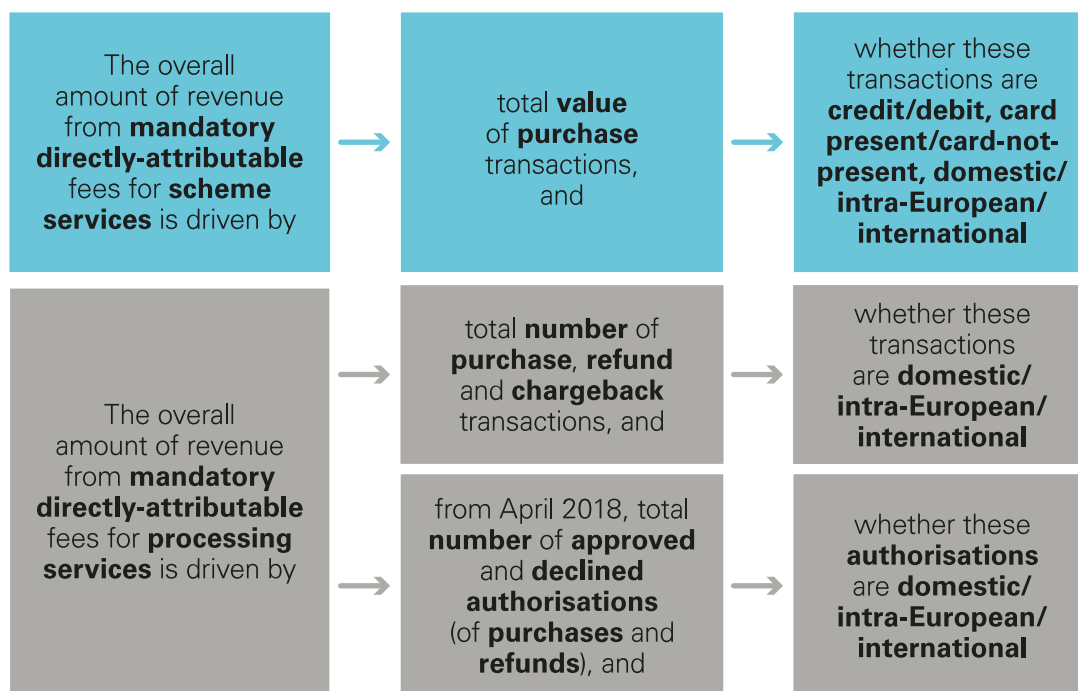 The overall
amount of revenue
from mandatory
directly-attributable
fees for scheme
services is driven by
total value
of purchase
transactions,
and
whether these
transactions are
credit/debit, card
present/card-not-
present, domestic/
intra-European/
international
The overall
amount of revenue
from mandatory
directly-attributable
fees for processing
services is driven by
total number of
purchase, refund
and chargeback
transactions, and
whether these
transactions
are domestic/
intra-European/
international
from April 2018, total
number of approved
and declined
authorisations
(of purchases and
refunds), and
whether these
authorisations
are domestic/
intra-European/
international